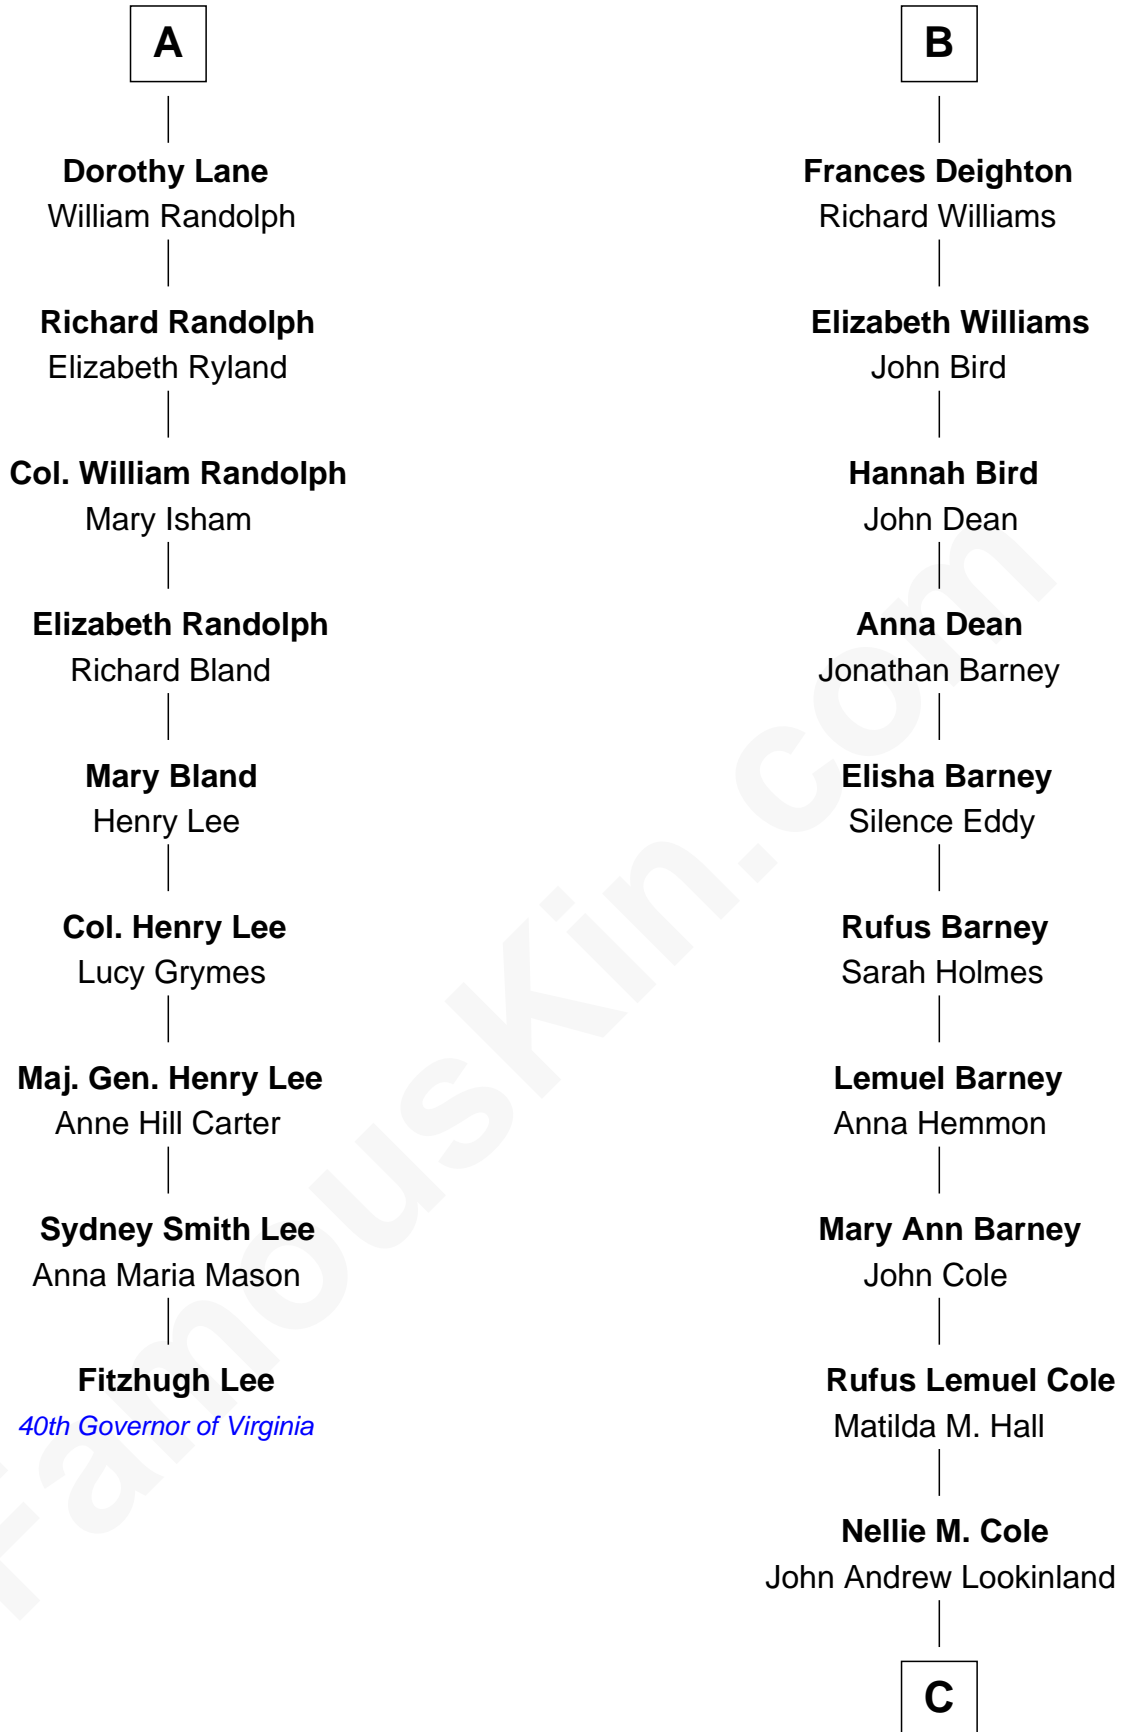 A
Dorothy Lane
William Randolph
Richard Randolph
Elizabeth Ryland
Col. William Randolph
Mary Isham
Elizabeth Randolph
Richard Bland
Mary Bland
Henry Lee
Col. Henry Lee
Lucy Grymes
Maj. Gen. Henry Lee
Anne Hill Carter
Sydney Smith Lee
Anna Maria Mason
Fitzhugh Lee
40th Governor of Virginia
B
Frances Deighton
Richard Williams
Elizabeth Williams
John Bird
Hannah Bird
John Dean
Anna Dean
Jonathan Barney
Elisha Barney
Silence Eddy
Rufus Barney
Sarah Holmes
Lemuel Barney
Anna Hemmon
Mary Ann Barney
John Cole
Rufus Lemuel Cole
Matilda M. Hall
Nellie M. Cole
John Andrew Lookinland
C
FamousKin.com